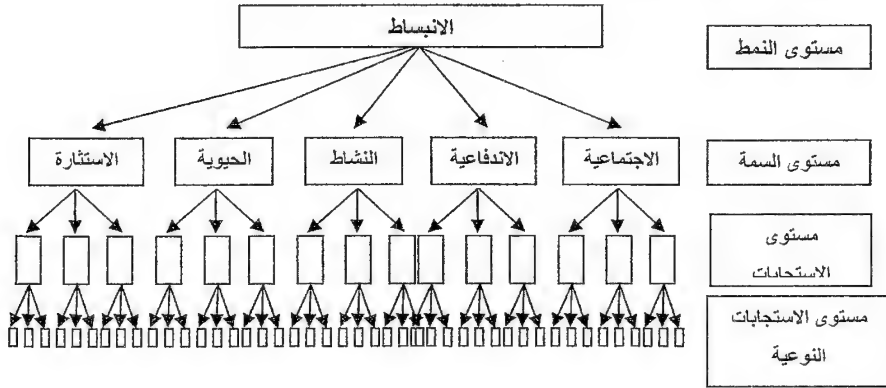 الانبساط
مستوى النمط
الاجتماعية
الاندفاعية
النشاط
الحيوية
الاستثارة
مستوى السمة
مستوى
الاستجابات
مستوى الاستجابات
النوعية